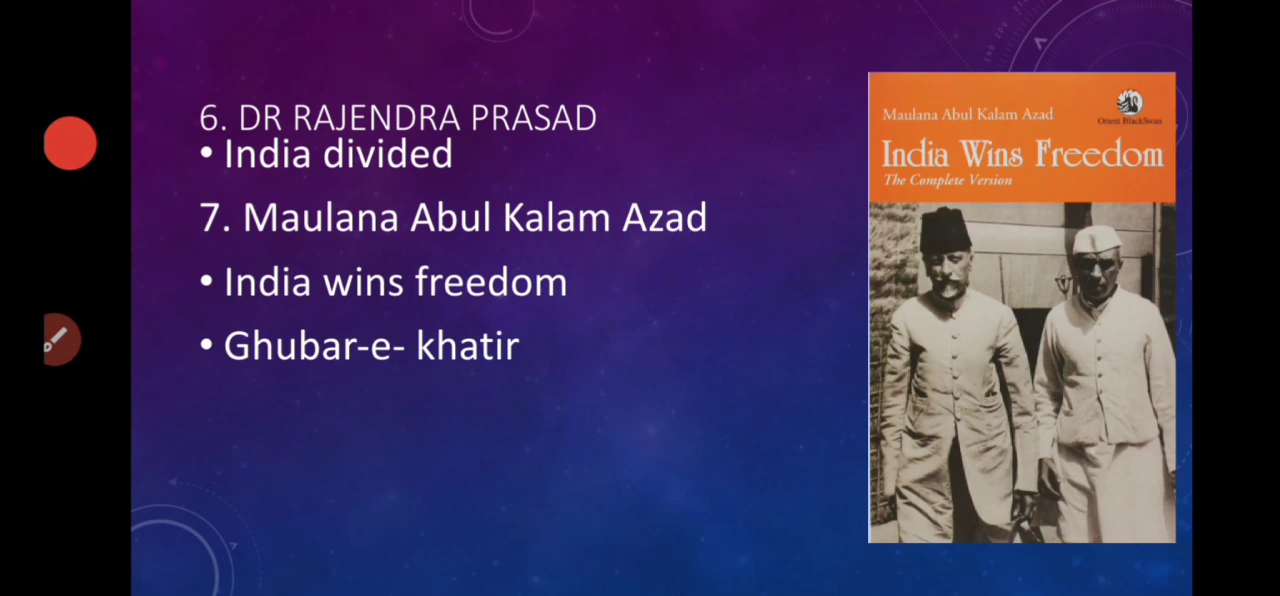 6. DR RAJENDRA PRASAD
• India divided
7. Maulana Abul Kalam Azad
• India wins freedom
• Ghubar-e- khatir
Maulana Abul Kalam Azad
Orient BlackSwan
India Wins Freedom
The Complete Version